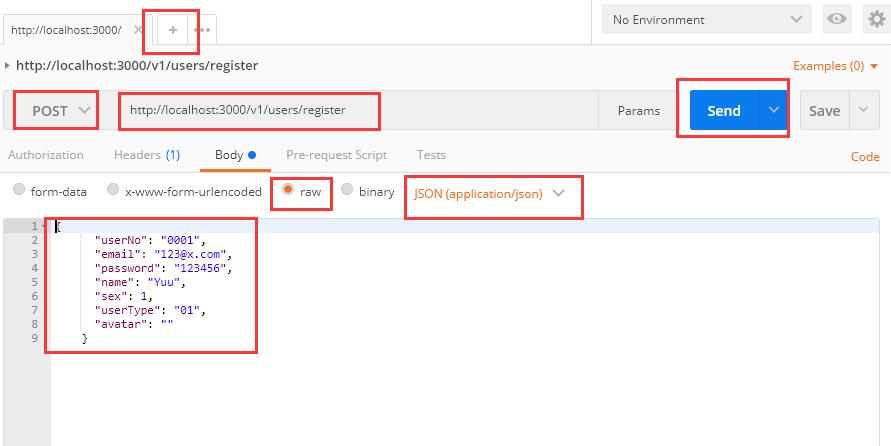 http://localhost:3000/ × + ••• No Environment
http://localhost:3000/v1/users/register Examples (0)
POST http://localhost:3000/v1/users/register Params Send Save
Authorization Headers (1) Body Pre-request Script Tests Code
form-data x-www-form-urlencoded raw binary JSON (application/json)
1 {
2 "userNo": "0001",
3 "email": "123@x.com",
4 "password": "123456",
5 "name": "Yuu",
6 "sex": 1,
7 "userType": "01",
8 "avatar": ""
9 }